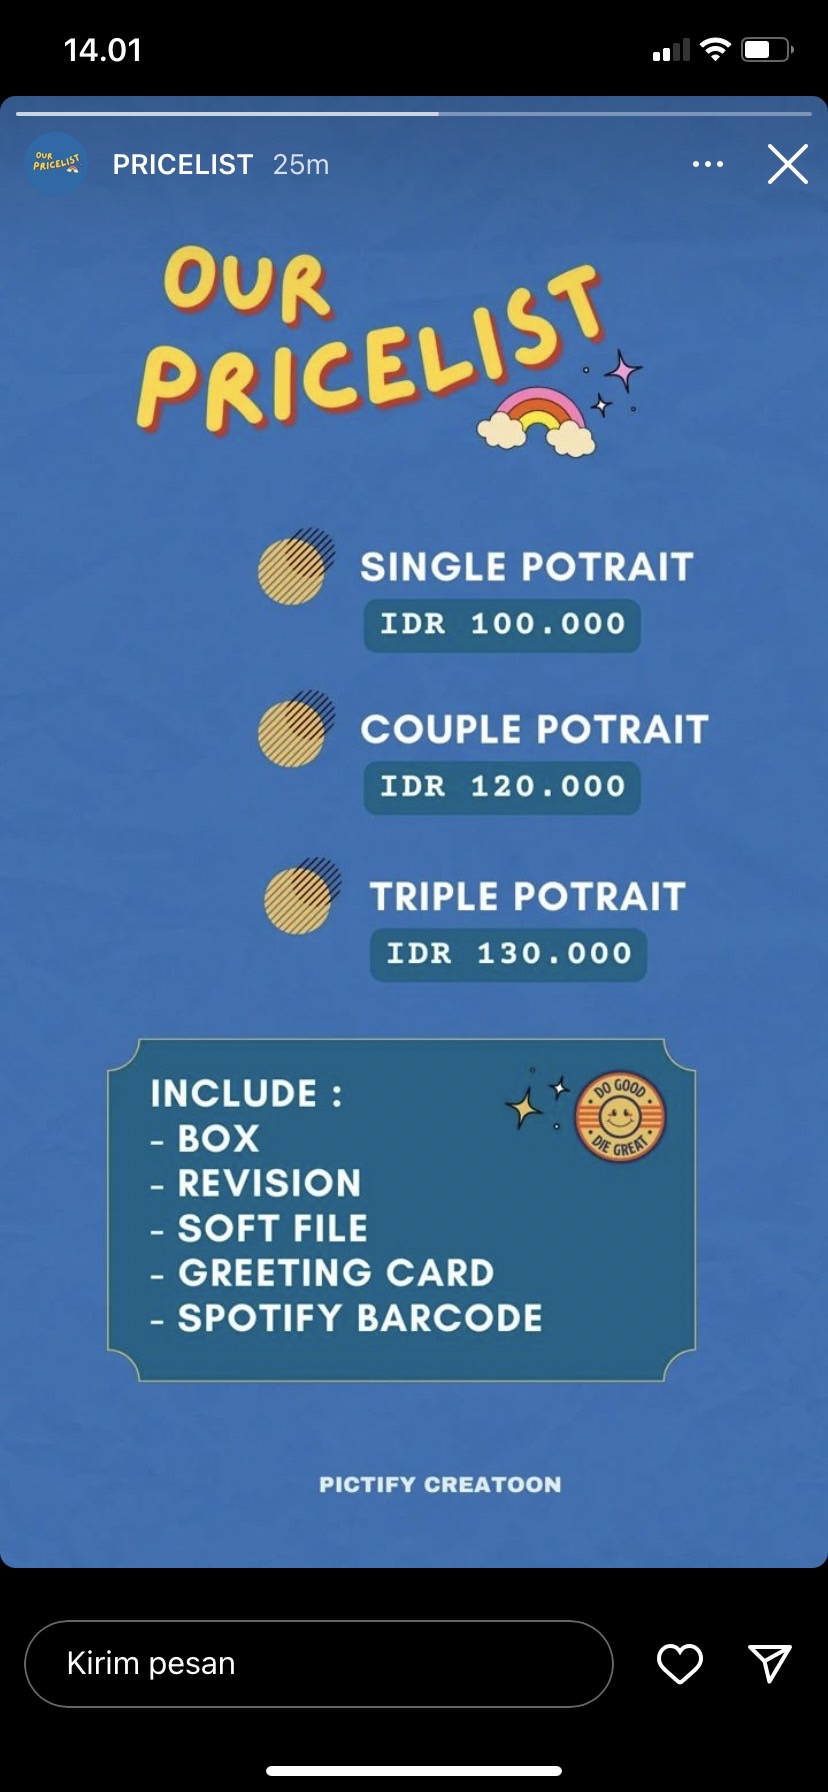 14.01
OUR
PRICELIST
PRICELIST 25m
OUR
PRICELIST
SINGLE POTRAIT
IDR 100.000
COUPLE POTRAIT
IDR 120.000
TRIPLE POTRAIT
IDR 130.000
INCLUDE :
- BOX
- REVISION
- SOFT FILE
- GREETING CARD
- SPOTIFY BARCODE
DO GOOD
DIE GREAT
PICTIFY CREATOON
Kirim pesan